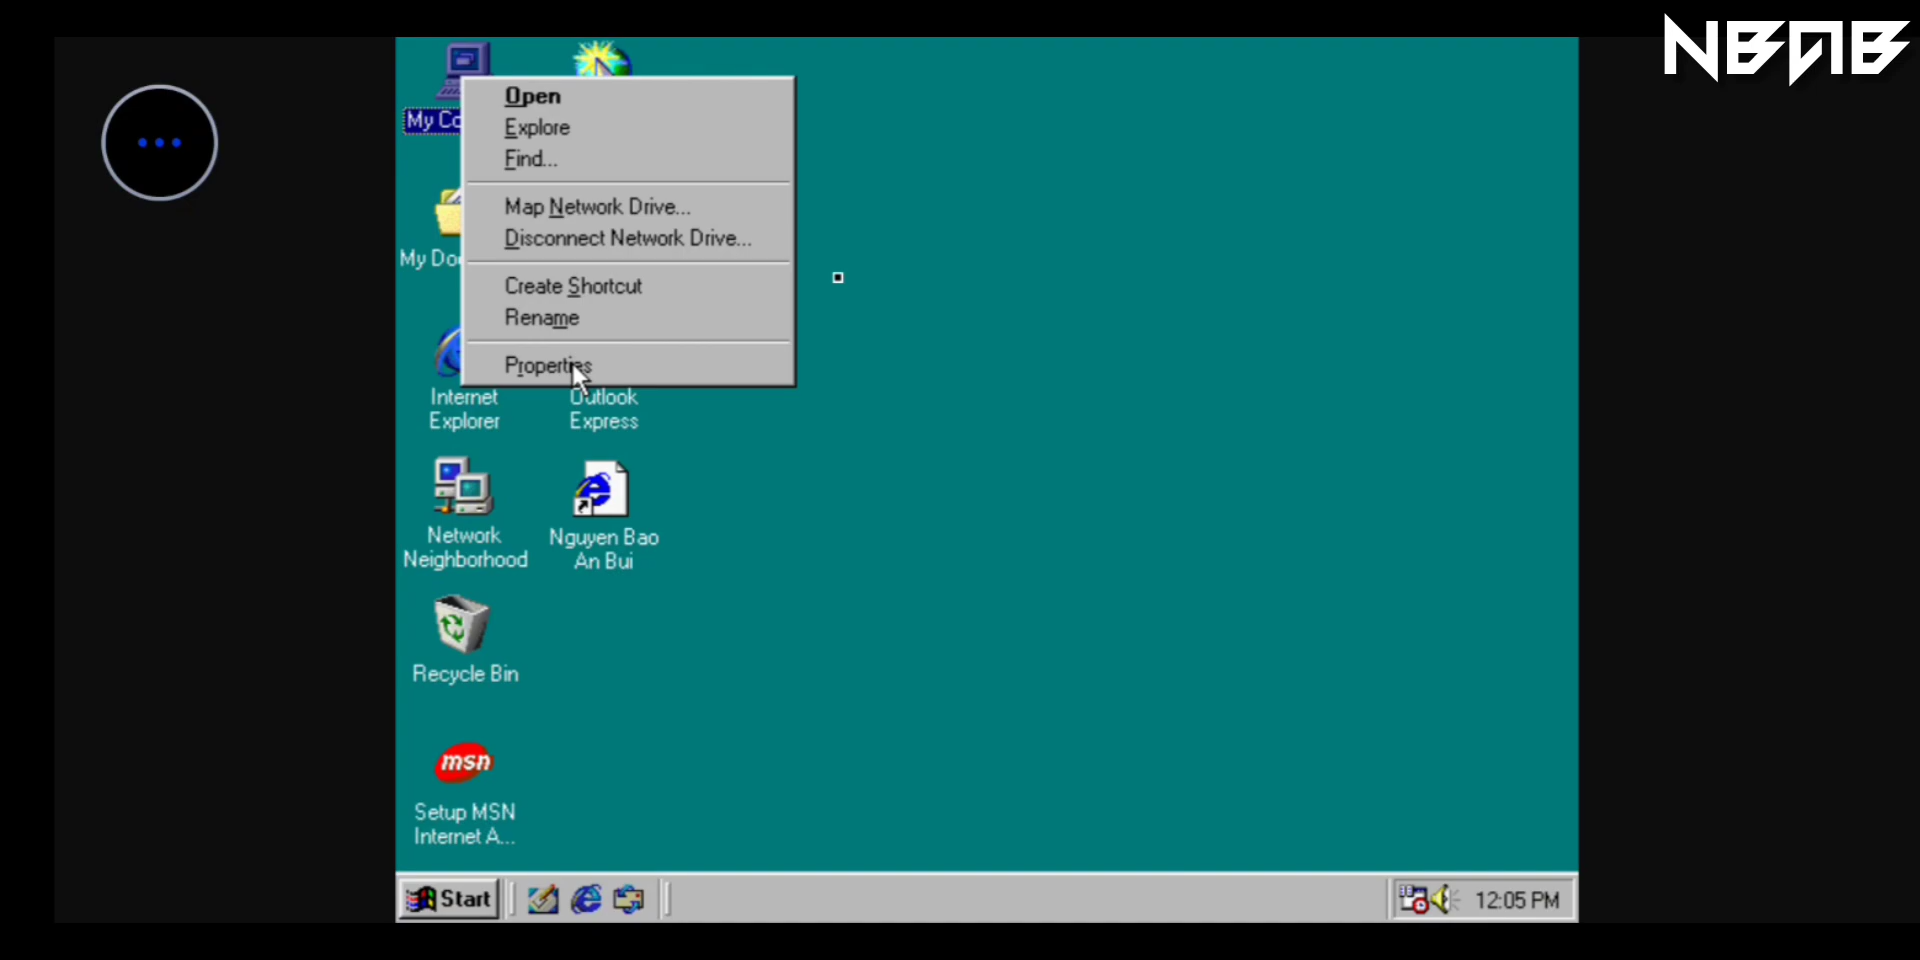 NBAB
My Co
Open
Explore
Find...
Map Network Drive...
Disconnect Network Drive...
Create Shortcut
Rename
Properties
My Do
Internet
Explorer
Outlook
Express
Network
Neighborhood
Nguyen Bao
An Bui
Recycle Bin
msn
Setup MSN
Internet A...
Start
12:05 PM